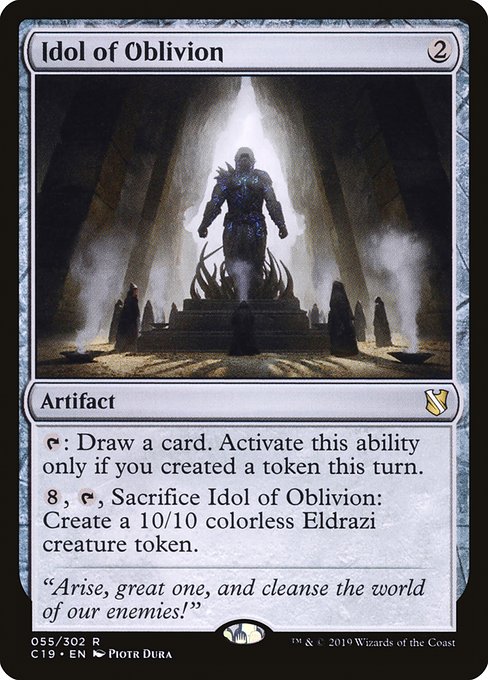 Idol of Oblivion 2
Artifact
: Draw a card. Activate this ability
only if you created a token this turn.
8, , Sacrifice Idol of Oblivion:
Create a 10/10 colorless Eldrazi
creature token.
“Arise, great one, and cleanse the world
of our enemies!”
055/302 R
C19 • EN Piotr Dura
™ & © 2019 Wizards of the Coast